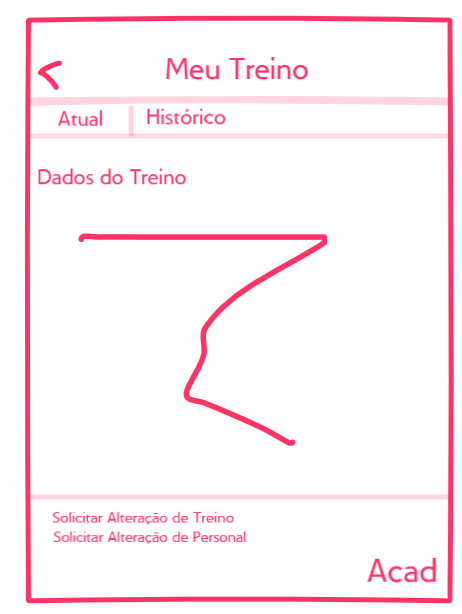 Meu Treino
Atual Histórico
Dados do Treino
Solicitar Alteração de Treino
Solicitar Alteração de Personal
Acad